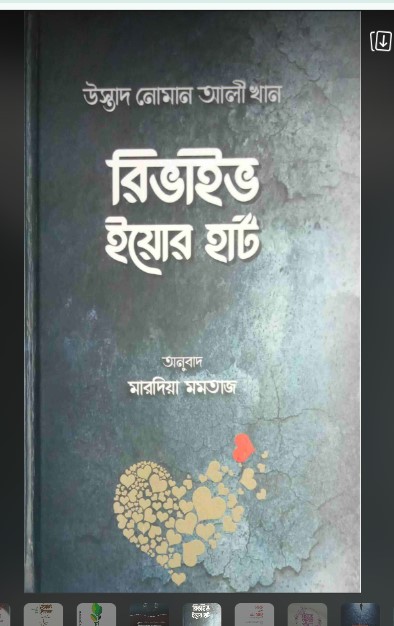 উস্তাদ নোমান আলী খান
রিভাইভ
ইয়োর হার্ট
অনুবাদ
মারদিয়া মমতাজ